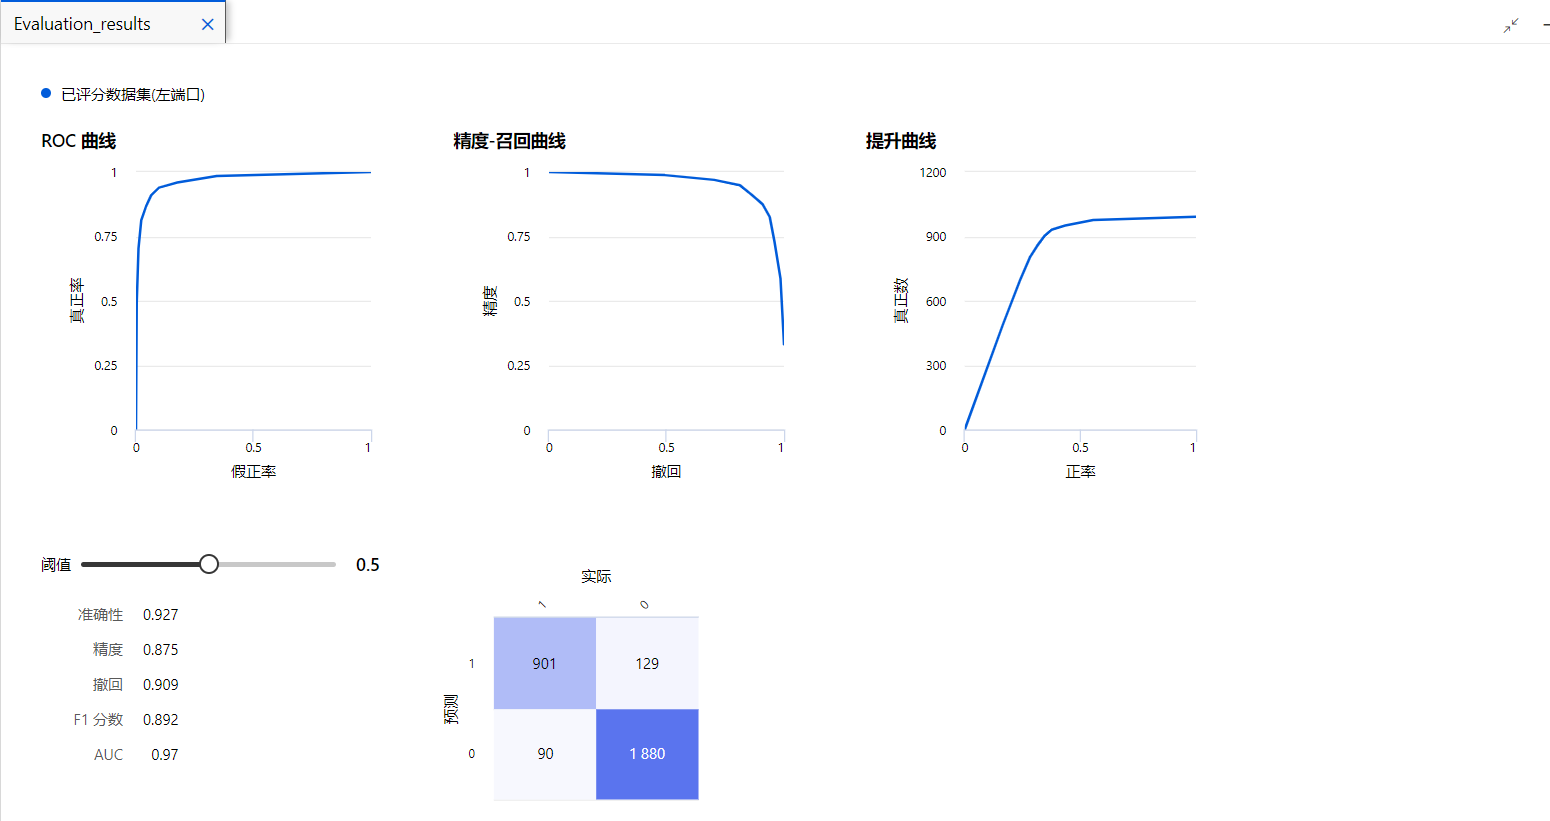 Evaluation_results
已评分数据集(左端口)
ROC 曲线
1
0.75
0.5
0.25
0
真正率
0
0.5
1
假正率
精度-召回曲线
1
0.75
0.5
0.25
0
精度
0
0.5
1
撤回
提升曲线
1200
900
600
300
0
真正数
0
0.5
1
正率
阈值
0.5
准确性 0.927
精度 0.875
撤回 0.909
F1 分数 0.892
AUC 0.97
实际
1 0
预测
1 901 129
0 90 1 880